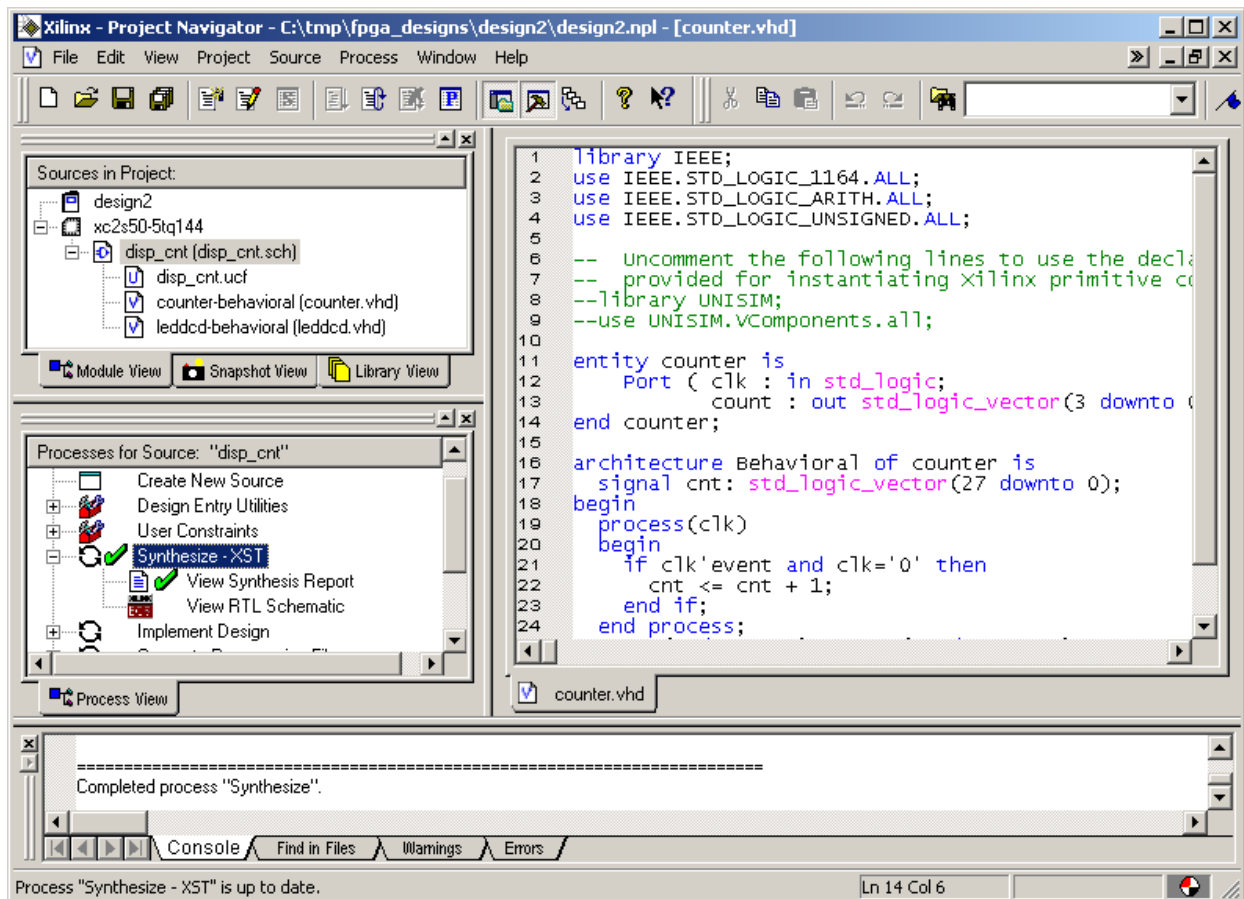 Xilinx - Project Navigator - C:\tmp\fpga_designs\design2\design2.npl - [counter.vhd]
File Edit View Project Source Process Window Help
Sources in Project:
design2
xc2s50-5tq144
disp_cnt (disp_cnt.sch)
disp_cnt.ucf
counter-behavioral (counter.vhd)
leddcd-behavioral (leddcd.vhd)
Module View Snapshot View Library View
Processes for Source: "disp_cnt"
Create New Source
Design Entry Utilities
User Constraints
Synthesize - XST
View Synthesis Report
View RTL Schematic
Implement Design
Process View
1 library IEEE;
2 use IEEE.STD_LOGIC_1164.ALL;
3 use IEEE.STD_LOGIC_ARITH.ALL;
4 use IEEE.STD_LOGIC_UNSIGNED.ALL;
5
6 -- Uncomment the following lines to use the decla
7 -- provided for instantiating Xilinx primitive co
8 --library UNISIM;
9 --use UNISIM.VComponents.all;
10
11 entity counter is
12 Port ( clk : in std_logic;
13 count : out std_logic_vector(3 downto 0
14 end counter;
15
16 architecture Behavioral of counter is
17 signal cnt: std_logic_vector(27 downto 0);
18 begin
19 process(clk)
20 begin
21 if clk'event and clk='0' then
22 cnt <= cnt + 1;
23 end if;
24 end process;
counter.vhd
=========================================================================
Completed process "Synthesize".
Console Find in Files Warnings Errors
Process "Synthesize - XST" is up to date. Ln 14 Col 6